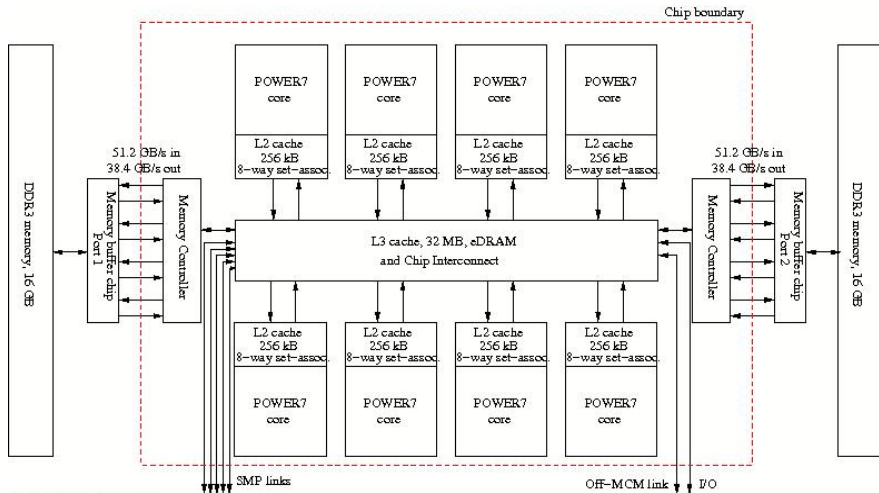 Chip boundary
POWER7
core
POWER7
core
POWER7
core
POWER7
core
L2 cache
256 kB
8-way set-assoc.
L2 cache
256 kB
8-way set-assoc.
L2 cache
256 kB
8-way set-assoc.
L2 cache
256 kB
8-way set-assoc.
51.2 GB/s in
38.4 GB/s out
51.2 GB/s in
38.4 GB/s out
DDR3 memory, 16 GB
Memory buffer chip
Port 1
Memory Controller
L3 cache, 32 MB, eDRAM
and Chip Interconnect
Memory Controller
Memory buffer chip
Port 2
DDR3 memory, 16 GB
L2 cache
256 kB
8-way set-assoc.
L2 cache
256 kB
8-way set-assoc.
L2 cache
256 kB
8-way set-assoc.
L2 cache
256 kB
8-way set-assoc.
POWER7
core
POWER7
core
POWER7
core
POWER7
core
SMP links
Off-MCM link
I/O